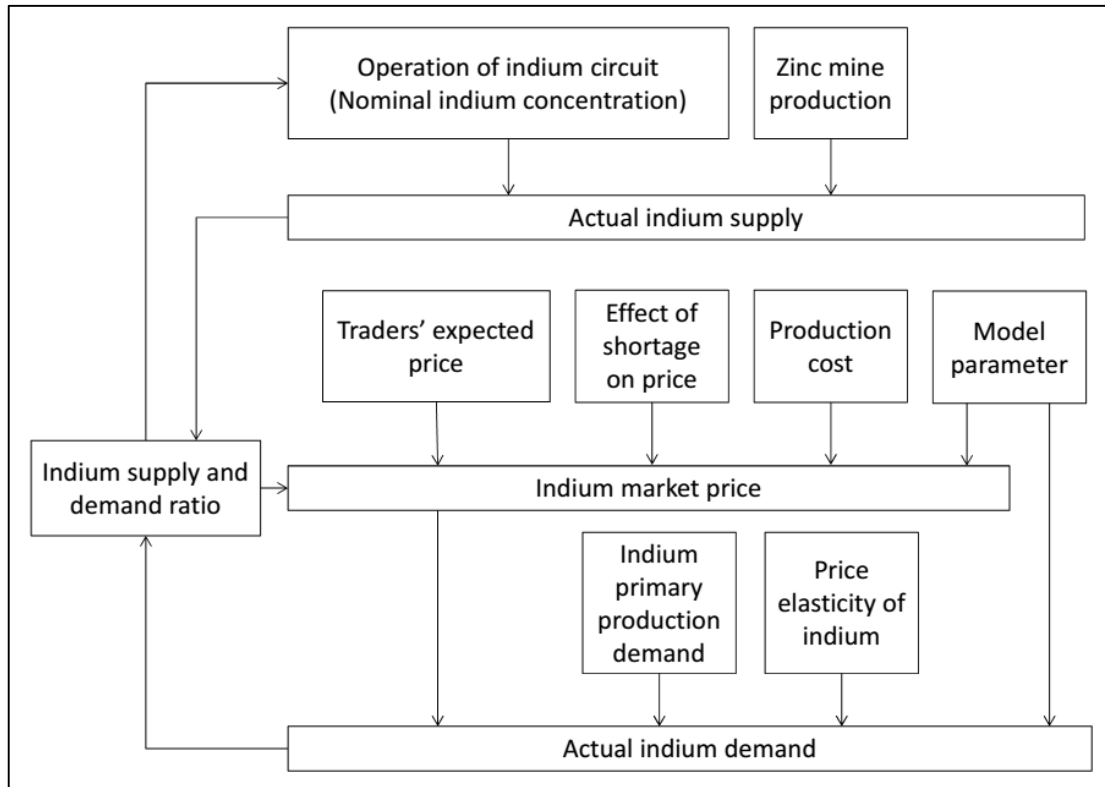 Operation of indium circuit
(Nominal indium concentration)
Zinc mine
production
Actual indium supply
Traders’ expected
price
Effect of
shortage
on price
Production
cost
Model
parameter
Indium supply and
demand ratio
Indium market price
Indium
primary
production
demand
Price
elasticity of
indium
Actual indium demand